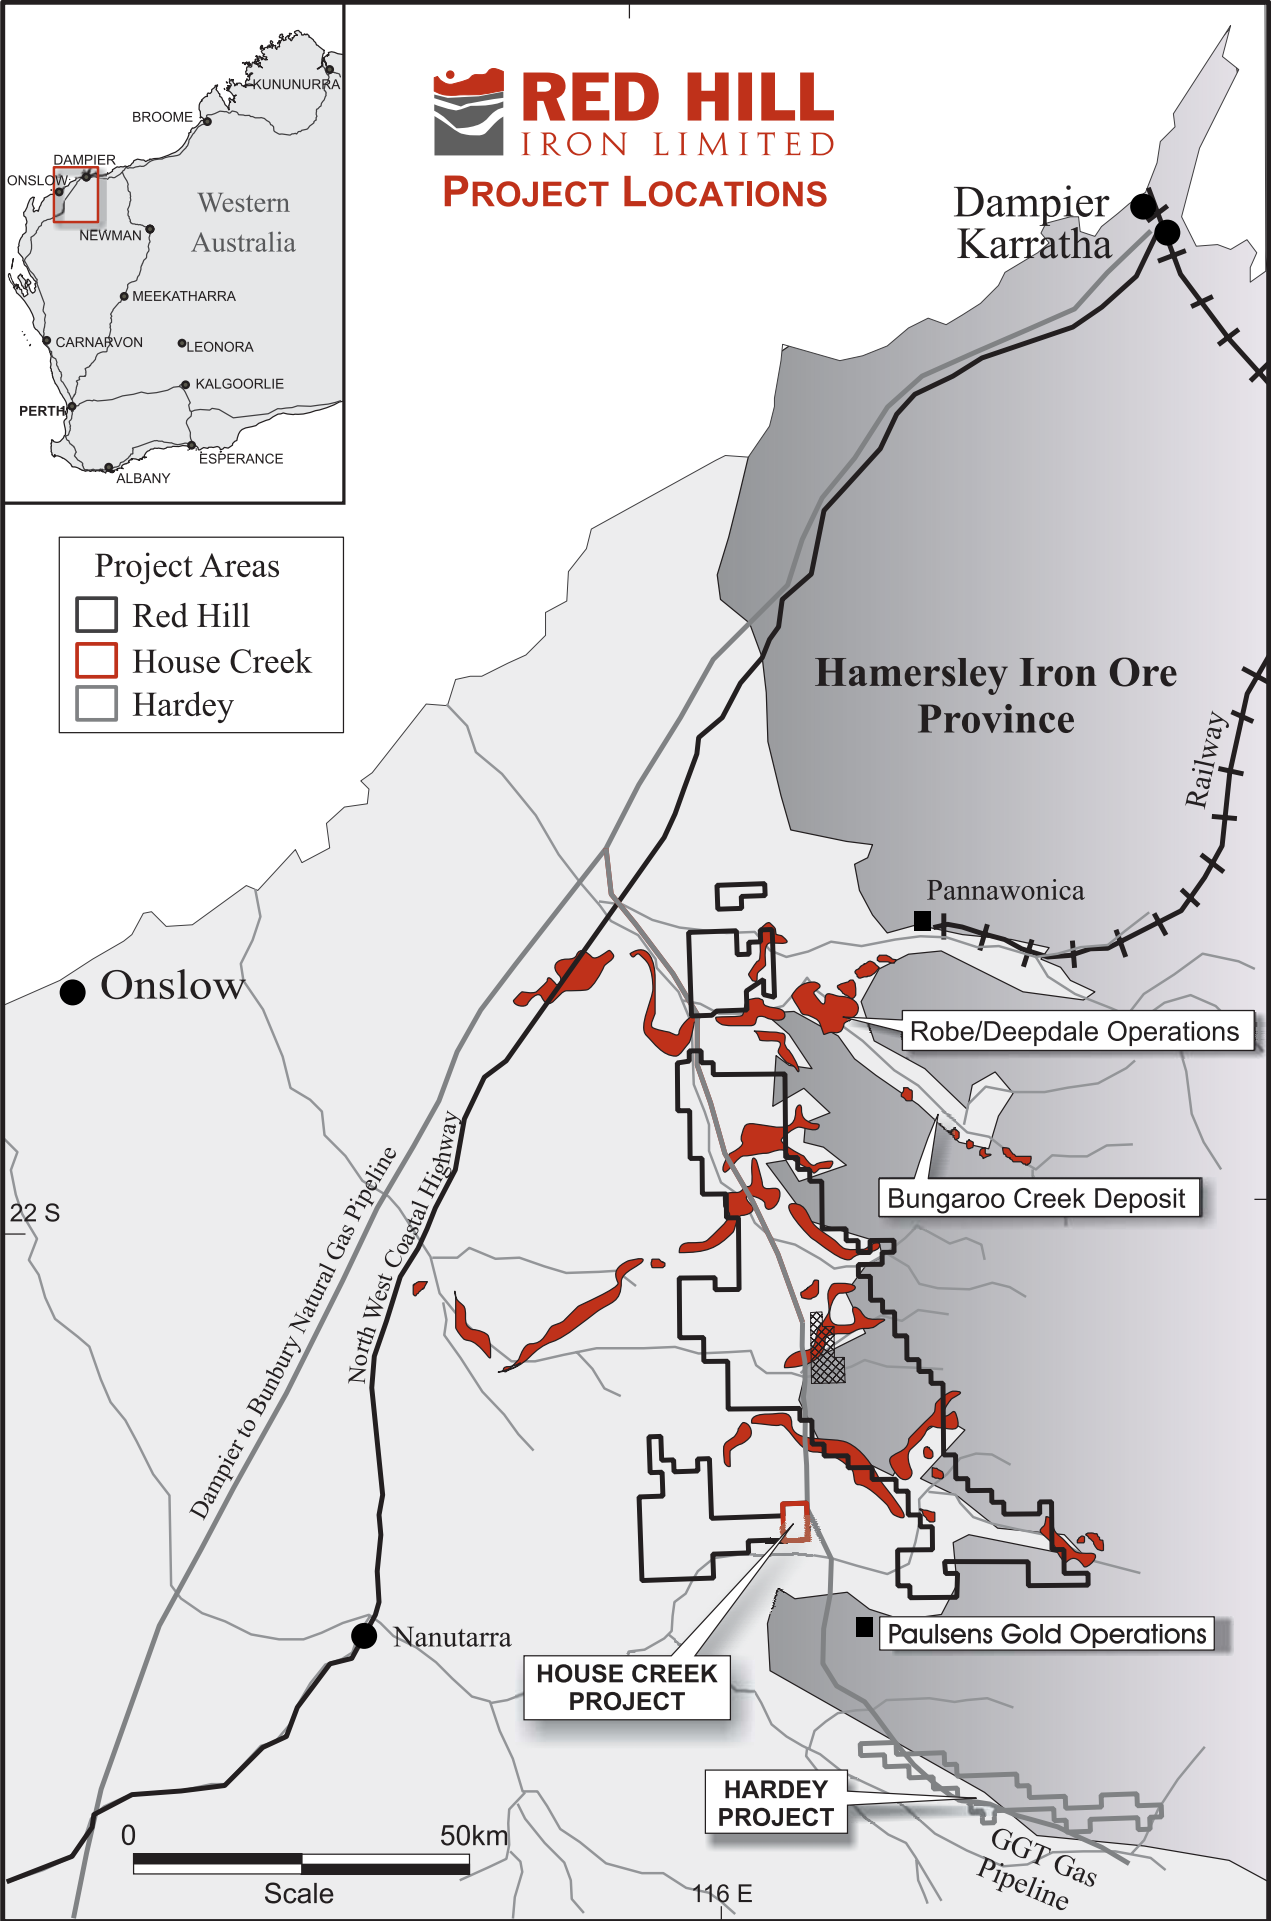 RED HILL
IRON LIMITED
PROJECT LOCATIONS
KUNUNURRA
BROOME
DAMPIER
ONSLOW
Western
Australia
NEWMAN
MEEKATHARRA
CARNARVON
LEONORA
KALGOORLIE
PERTH
ESPERANCE
ALBANY
Dampier
Karratha
Project Areas
Red Hill
House Creek
Hardey
Hamersley Iron Ore
Province
Railway
Pannawonica
Onslow
Robe/Deepdale Operations
Bungaroo Creek Deposit
22 S
Dampier to Bunbury Natural Gas Pipeline
North West Coastal Highway
Nanutarra
Paulsens Gold Operations
HOUSE CREEK
PROJECT
HARDEY
PROJECT
GGT Gas
Pipeline
0 50km
Scale
116 E